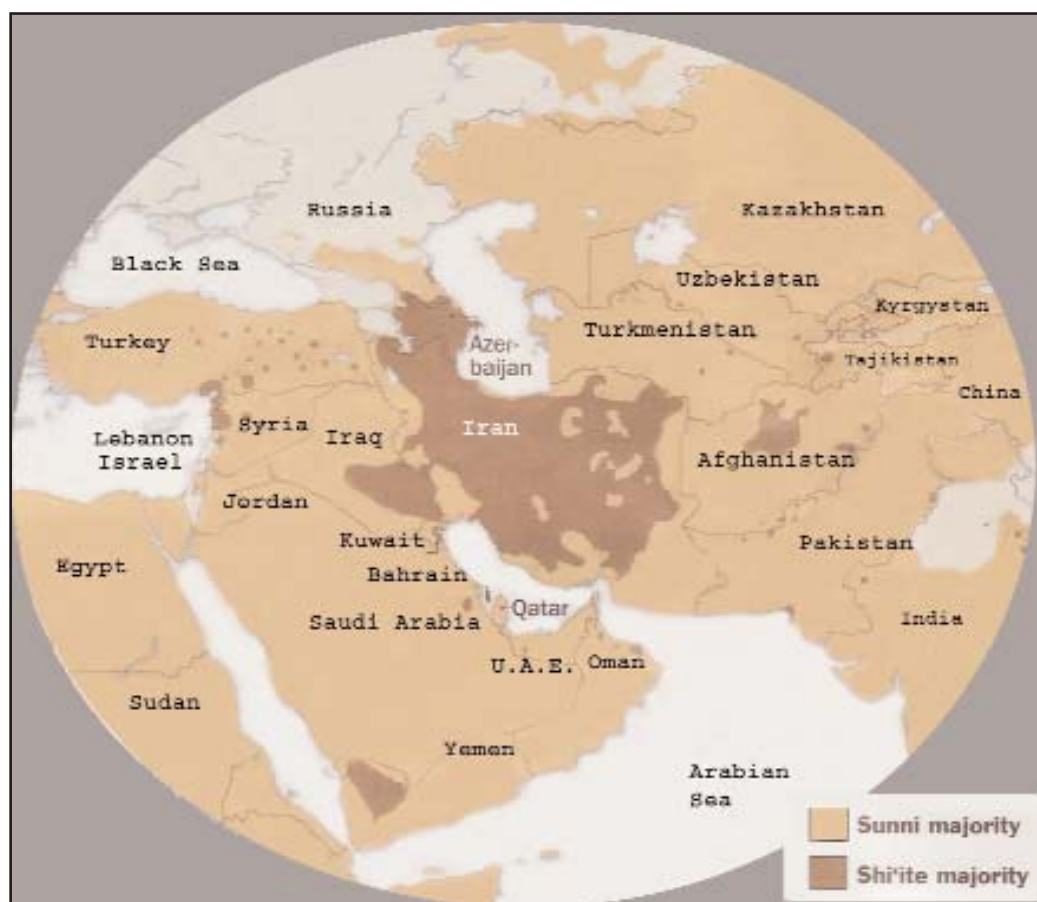 Russia
Kazakhstan
Black Sea
Uzbekistan
Kyrgystan
Turkmenistan
Turkey
Azer-
baijan
Tajikistan
China
Syria
Iraq
Iran
Lebanon
Israel
Afghanistan
Jordan
Kuwait
Pakistan
Egypt
Bahrain
Qatar
Saudi Arabia
India
U.A.E.
Oman
Sudan
Yemen
Arabian
Sea
Sunni majority
Shi'ite majority